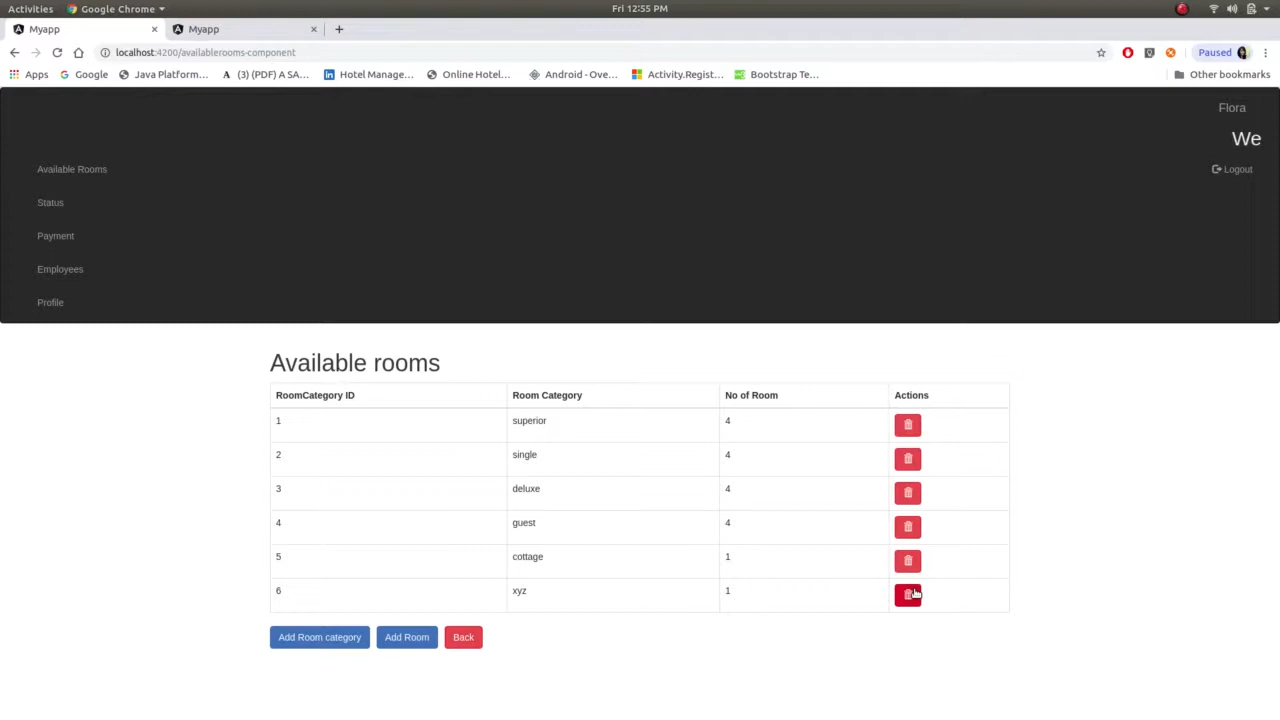 Activities Google Chrome Fri 12:55 PM
Myapp Myapp
localhost:4200/availablerooms-component Paused
Apps Google Java Platform... (3) (PDF) A SA... Hotel Manage... Online Hotel... Android - Ove... Activity.Regist... Bootstrap Te... Other bookmarks
Flora
We
Available Rooms Logout
Status
Payment
Employees
Profile
Available rooms
RoomCategory ID Room Category No of Room Actions
1 superior 4
2 single 4
3 deluxe 4
4 guest 4
5 cottage 1
6 xyz 1
Add Room category Add Room Back